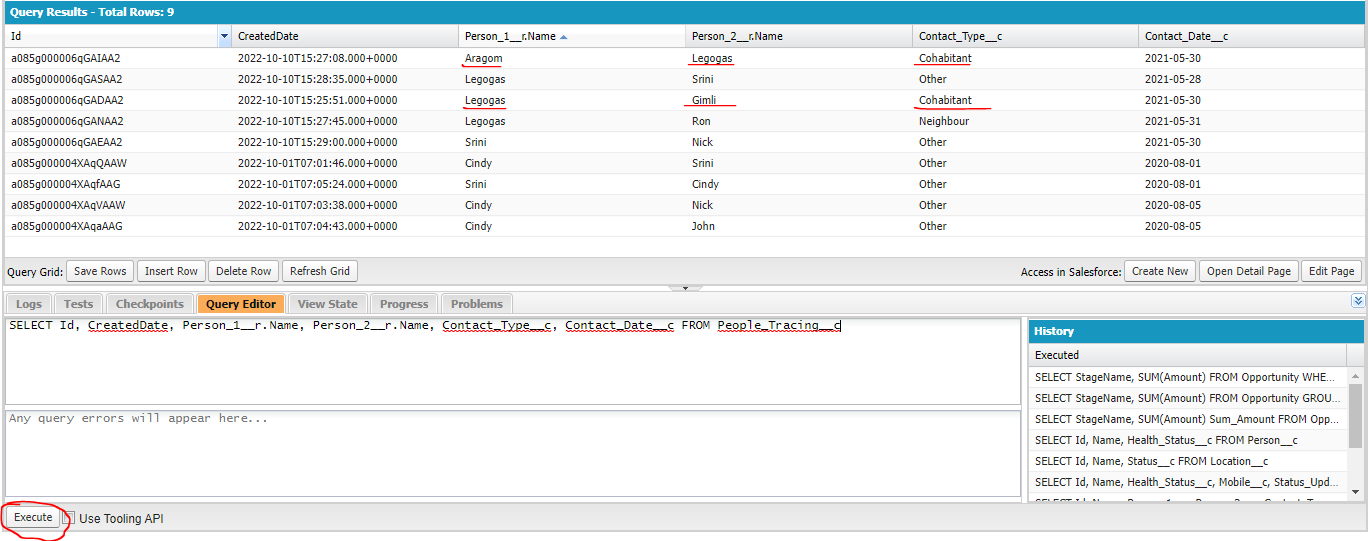 Query Results - Total Rows: 9
Id CreatedDate Person_1__r.Name Person_2__r.Name Contact_Type__c Contact_Date__c
a085g000006qGAIAA2 2022-10-10T15:27:08.000+0000 Aragom Legogas Cohabitant 2021-05-30
a085g000006qGASAA2 2022-10-10T15:28:35.000+0000 Legogas Srini Other 2021-05-28
a085g000006qGADAA2 2022-10-10T15:25:51.000+0000 Legogas Gimli Cohabitant 2021-05-30
a085g000006qGANAA2 2022-10-10T15:27:45.000+0000 Legogas Ron Neighbour 2021-05-31
a085g000006qGAEAA2 2022-10-10T15:29:00.000+0000 Srini Nick Other 2021-05-30
a085g000004XAqQAAW 2022-10-01T07:01:46.000+0000 Cindy Srini Other 2020-08-01
a085g000004XAqfAAG 2022-10-01T07:05:24.000+0000 Srini Cindy Other 2020-08-01
a085g000004XAqVAAW 2022-10-01T07:03:38.000+0000 Cindy Nick Other 2020-08-05
a085g000004XAqaAAG 2022-10-01T07:04:43.000+0000 Cindy John Other 2020-08-05
Query Grid: Save Rows Insert Row Delete Row Refresh Grid Access in Salesforce: Create New Open Detail Page Edit Page
Logs Tests Checkpoints Query Editor View State Progress Problems
SELECT Id, CreatedDate, Person_1__r.Name, Person_2__r.Name, Contact_Type__c, Contact_Date__c FROM People_Tracing__c
Any query errors will appear here...
History
Executed
SELECT StageName, SUM(Amount) FROM Opportunity WHE...
SELECT StageName, SUM(Amount) FROM Opportunity GROU...
SELECT StageName, SUM(Amount) Sum_Amount FROM Opp...
SELECT Id, Name, Health_Status__c FROM Person__c
SELECT Id, Name, Status__c FROM Location__c
SELECT Id, Name, Health_Status__c, Mobile__c, Status_Upd...
Execute Use Tooling API